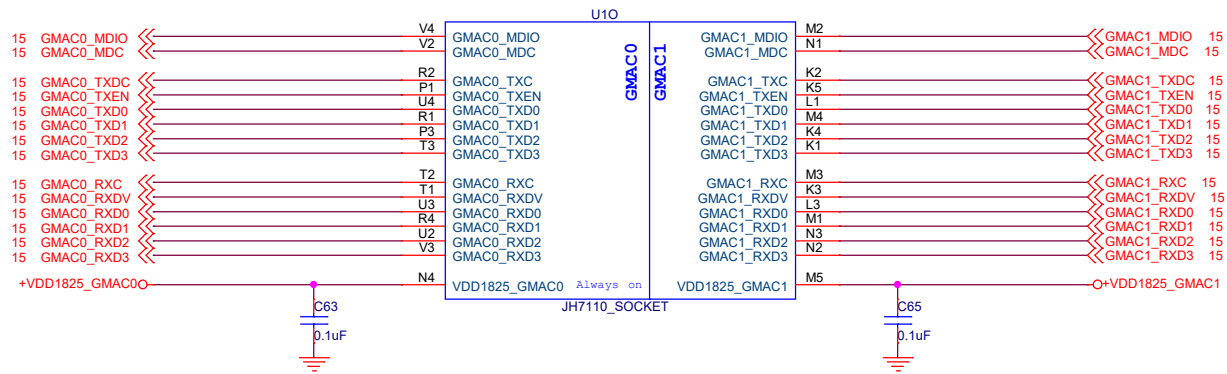 U1O
15 GMAC0_MDIO V4 GMAC0_MDIO GMAC1_MDIO M2 GMAC1_MDIO 15
15 GMAC0_MDC V2 GMAC0_MDC GMAC1_MDC N1 GMAC1_MDC 15
GMAC0 GMAC1
15 GMAC0_TXDC R2 GMAC0_TXC GMAC1_TXC K2 GMAC1_TXDC 15
15 GMAC0_TXEN P1 GMAC0_TXEN GMAC1_TXEN K5 GMAC1_TXEN 15
15 GMAC0_TXD0 U4 GMAC0_TXD0 GMAC1_TXD0 L1 GMAC1_TXD0 15
15 GMAC0_TXD1 R1 GMAC0_TXD1 GMAC1_TXD1 M4 GMAC1_TXD1 15
15 GMAC0_TXD2 P3 GMAC0_TXD2 GMAC1_TXD2 K4 GMAC1_TXD2 15
15 GMAC0_TXD3 T3 GMAC0_TXD3 GMAC1_TXD3 K1 GMAC1_TXD3 15
15 GMAC0_RXC T2 GMAC0_RXC GMAC1_RXC M3 GMAC1_RXC 15
15 GMAC0_RXDV T1 GMAC0_RXDV GMAC1_RXDV K3 GMAC1_RXDV 15
15 GMAC0_RXD0 U3 GMAC0_RXD0 GMAC1_RXD0 L3 GMAC1_RXD0 15
15 GMAC0_RXD1 R4 GMAC0_RXD1 GMAC1_RXD1 M1 GMAC1_RXD1 15
15 GMAC0_RXD2 U2 GMAC0_RXD2 GMAC1_RXD2 N3 GMAC1_RXD2 15
15 GMAC0_RXD3 V3 GMAC0_RXD3 GMAC1_RXD3 N2 GMAC1_RXD3 15
+VDD1825_GMAC0 N4 VDD1825_GMAC0 Always on VDD1825_GMAC1 M5 +VDD1825_GMAC1
C63 JH7110_SOCKET C65
0.1uF 0.1uF